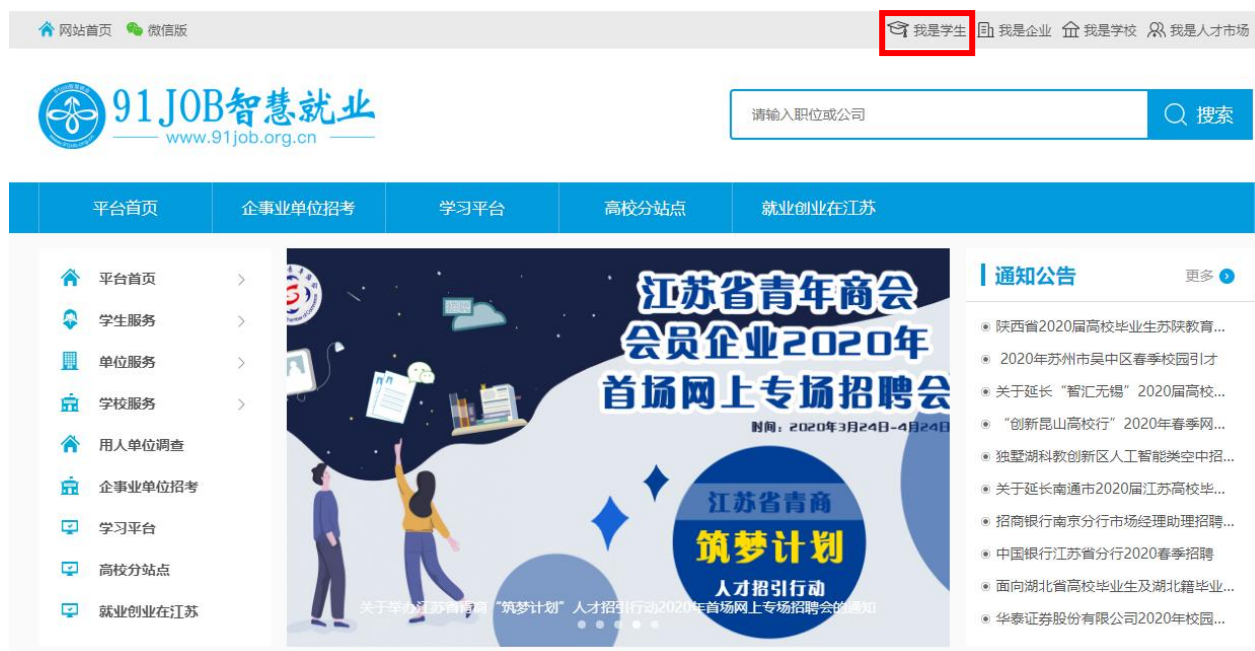 网站首页 微信版 我是学生 我是企业 我是学校 我是人才市场
91JOB智慧就业
www.91job.org.cn
请输入职位或公司 搜索
平台首页 企事业单位招考 学习平台 高校分站点 就业创业在江苏
平台首页
学生服务
单位服务
学校服务
用人单位调查
企事业单位招考
学习平台
高校分站点
就业创业在江苏
招聘
江苏省青年商会
会员企业2020年
首场网上专场招聘会
时间：2020年3月24日-4月24日
江苏省青商
筑梦计划
人才招引行动
关于举办江苏省青商“筑梦计划”人才招引行动2020年首场网上专场招聘会的通知
通知公告 更多
陕西省2020届高校毕业生苏陕教育...
2020年苏州市吴中区春季校园引才
关于延长“智汇无锡”2020届高校...
“创新昆山高校行”2020年春季网...
独墅湖科教创新区人工智能类空中招...
关于延长南通市2020届江苏高校毕...
招商银行南京分行市场经理助理招聘...
中国银行江苏省分行2020春季招聘
面向湖北省高校毕业生及湖北籍毕业...
华泰证券股份有限公司2020年校园...